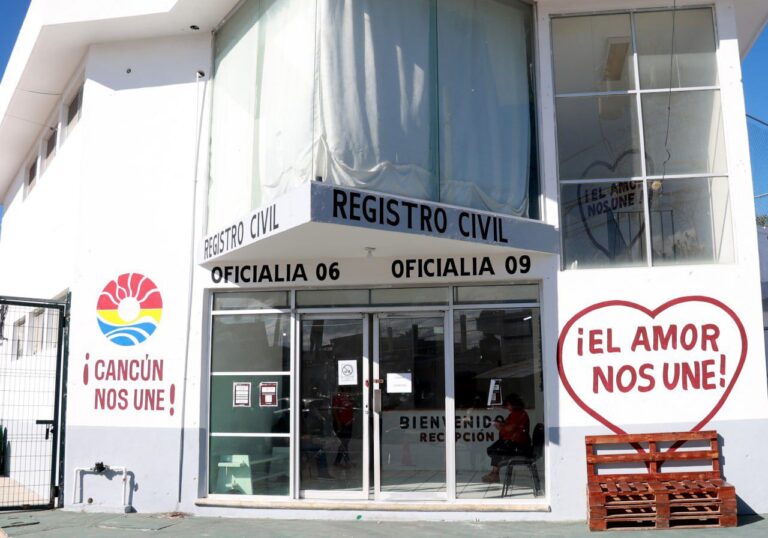 REGISTRO CIVIL
REGISTRO CIVIL
OFICIALIA 06
OFICIALIA 09
¡CANCÚN
NOS UNE!
¡EL AMOR
NOS UNE!
BIENVENIDO
RECEPCIÓN
¡EL AMOR
NOS UNE!